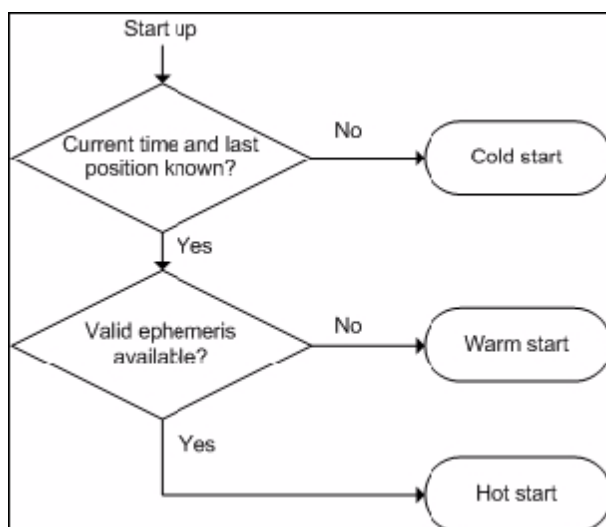 Start up
Current time and last
position known?
No
Cold start
Yes
Valid ephemeris
available?
No
Warm start
Yes
Hot start